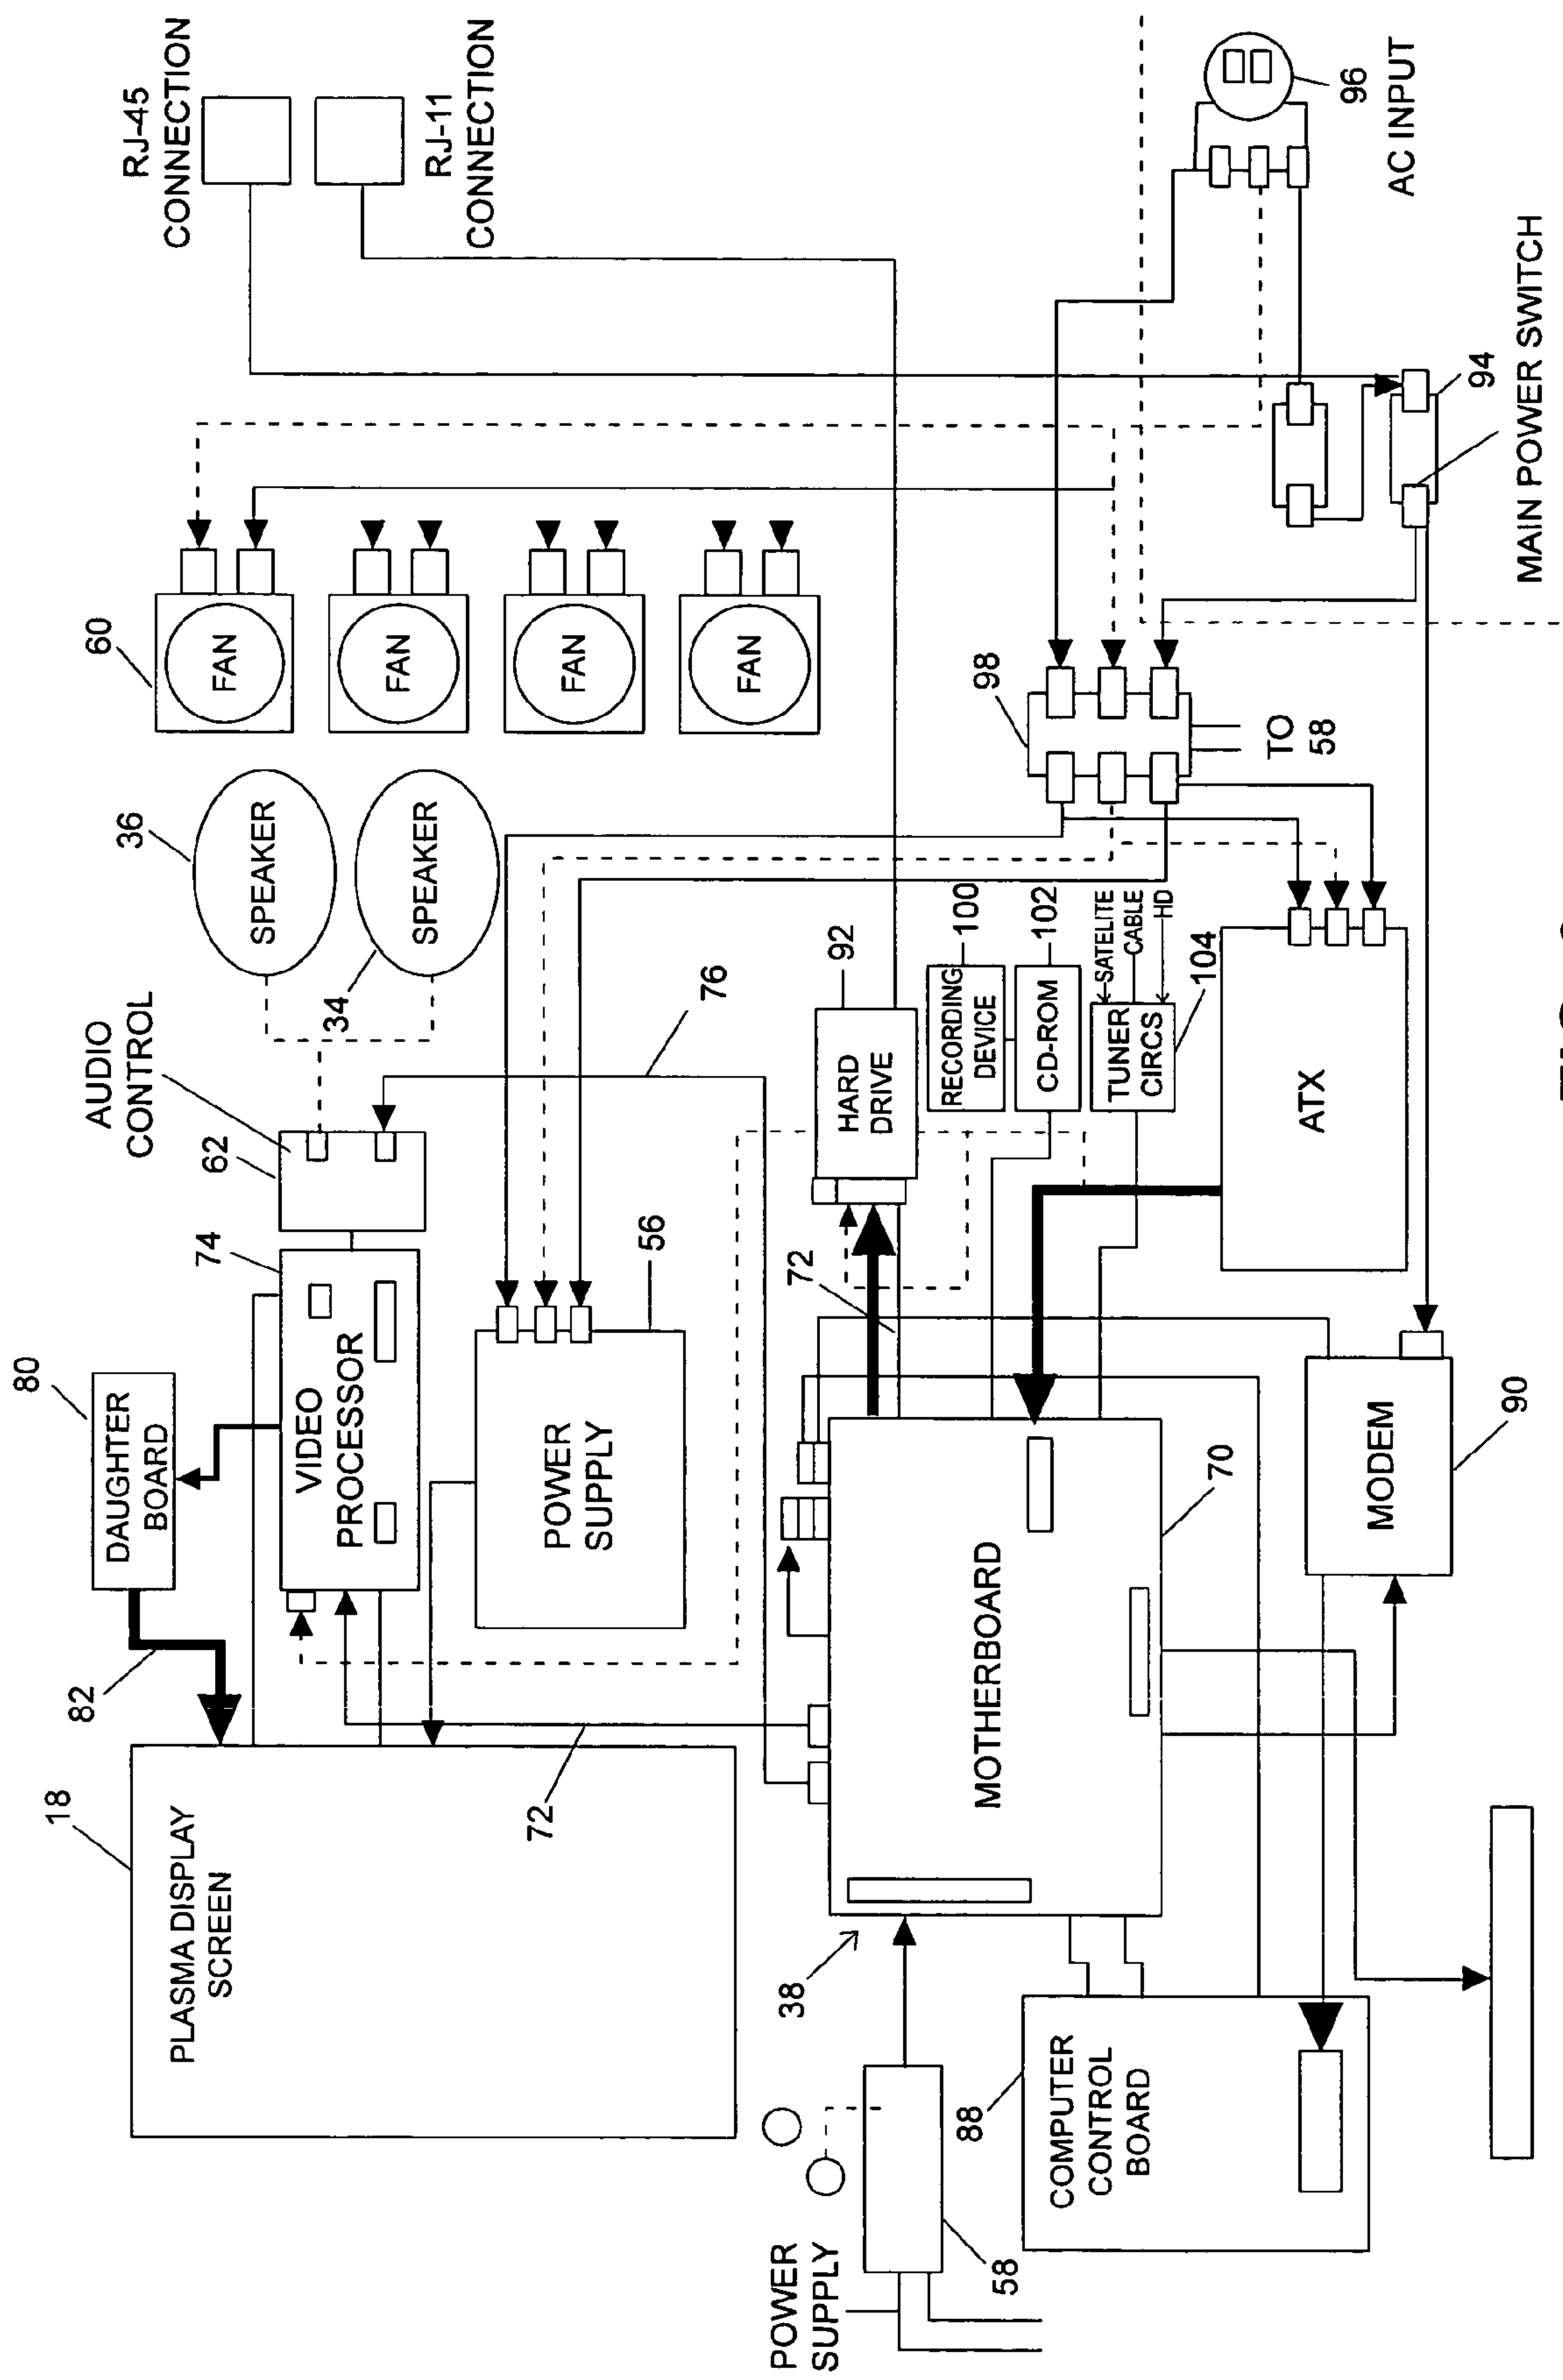 RJ-45
CONNECTION
RJ-11
CONNECTION
96
AC INPUT
94
MAIN POWER SWITCH
60
FAN
FAN
FAN
FAN
98
TO
58
36
SPEAKER
SPEAKER
34
AUDIO
CONTROL
62
76
92
HARD
DRIVE
RECORDING
DEVICE
100
CD-ROM
102
TUNER
CIRCS
SATELITE
CABLE
HD
104
ATX
80
DAUGHTER
BOARD
74
VIDEO
PROCESSOR
56
POWER
SUPPLY
72
82
18
PLASMA DISPLAY
SCREEN
72
MOTHERBOARD
70
MODEM
90
38
88
COMPUTER
CONTROL
BOARD
POWER
SUPPLY
58